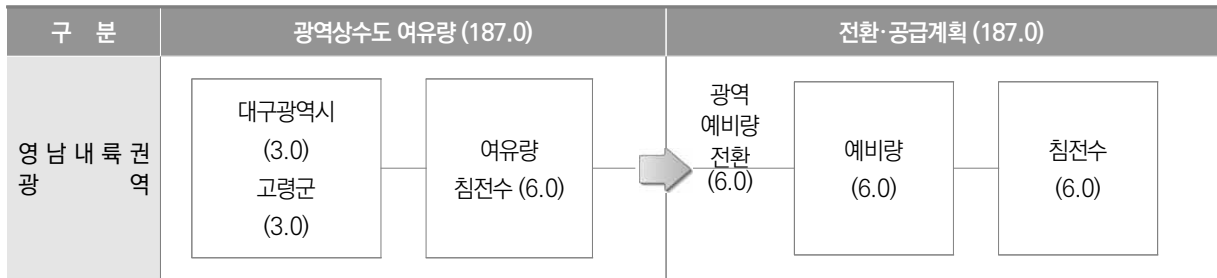 구 분
광역상수도 여유량 (187.0)
전환·공급계획 (187.0)
영남내륙권
광 역
대구광역시
(3.0)
고령군
(3.0)
여유량
침전수 (6.0)
광역
예비량
전환
(6.0)
예비량
(6.0)
침전수
(6.0)